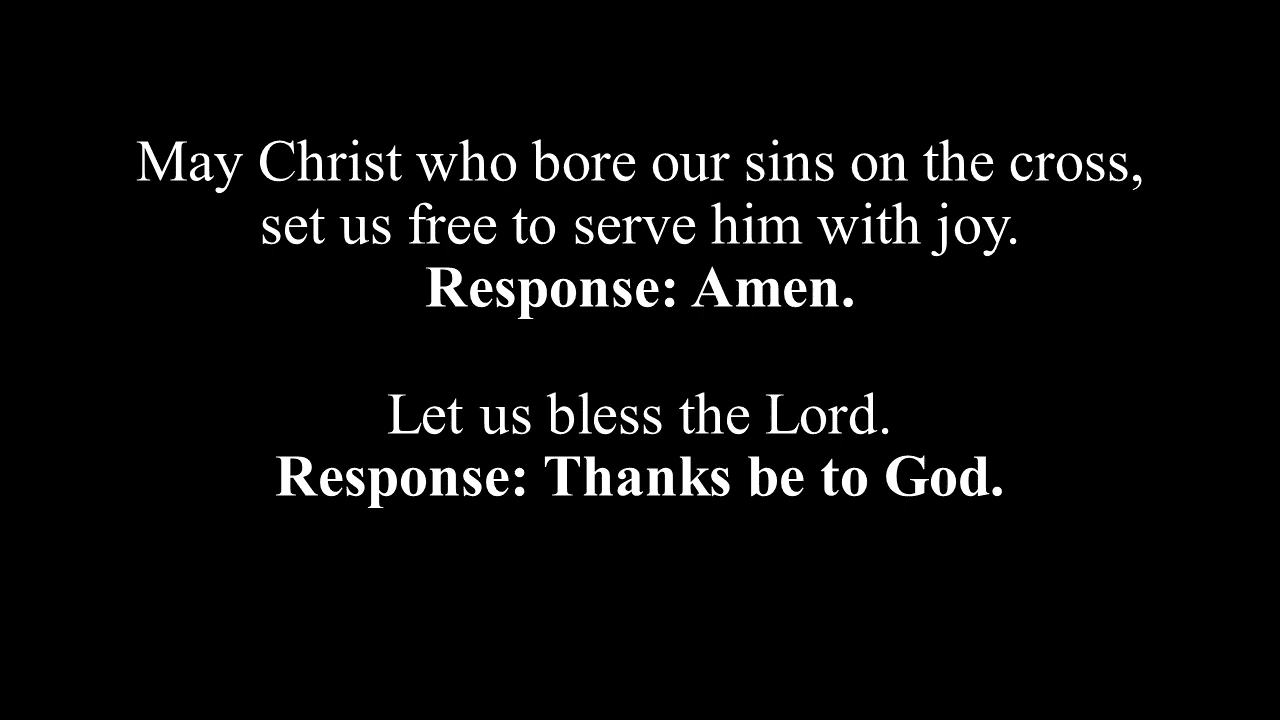 May Christ who bore our sins on the cross,
set us free to serve him with joy.
Response: Amen.
Let us bless the Lord.
Response: Thanks be to God.